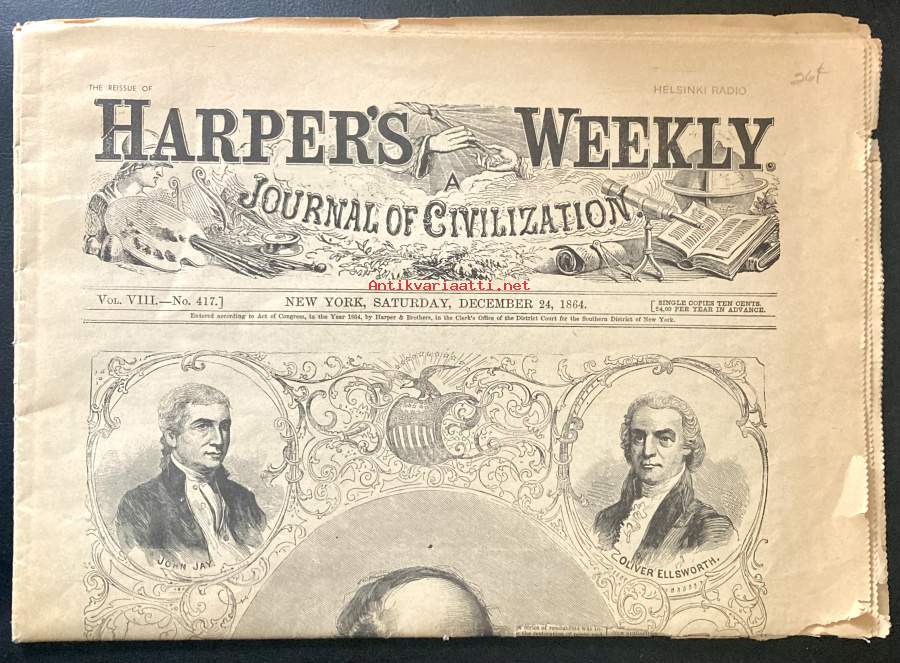 THE REISSUE OF
HELSINKI RADIO
HARPER'S WEEKLY.
A
JOURNAL OF CIVILIZATION
Antikvariaatti.net
VOL. VIII.—No. 417.]
NEW YORK, SATURDAY, DECEMBER 24, 1864.
[SINGLE COPIES TEN CENTS.
$4,00 PER YEAR IN ADVANCE.
Entered according to Act of Congress, in the Year 1864, by Harper & Brothers, in the Clerk's Office of the District Court for the Southern District of New York.
JOHN JAY.
OLIVER ELLSWORTH.